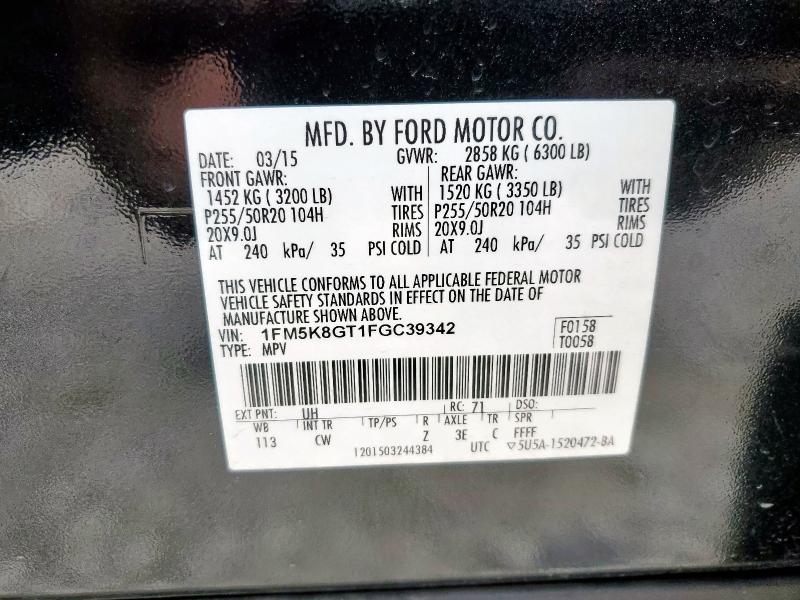 MFD. BY FORD MOTOR CO.
DATE: 03/15 GVWR: 2858 KG ( 6300 LB)
FRONT GAWR: REAR GAWR:
1452 KG ( 3200 LB) WITH 1520 KG ( 3350 LB) WITH
P255/50R20 104H TIRES P255/50R20 104H TIRES
20X9.0J RIMS 20X9.0J RIMS
AT 240 kPa/ 35 PSI COLD AT 240 kPa/ 35 PSI COLD
THIS VEHICLE CONFORMS TO ALL APPLICABLE FEDERAL MOTOR
VEHICLE SAFETY STANDARDS IN EFFECT ON THE DATE OF
MANUFACTURE SHOWN ABOVE.
VIN: 1FM5K8GT1FGC39342 F0158
TYPE: MPV T0058
EXT PNT: UH RC: 71 DSO:
WB INT TR TP/PS R AXLE TR SPR
113 CW Z 3E C FFFF
1201503244384 UTC ▽5U5A-1520472-BA